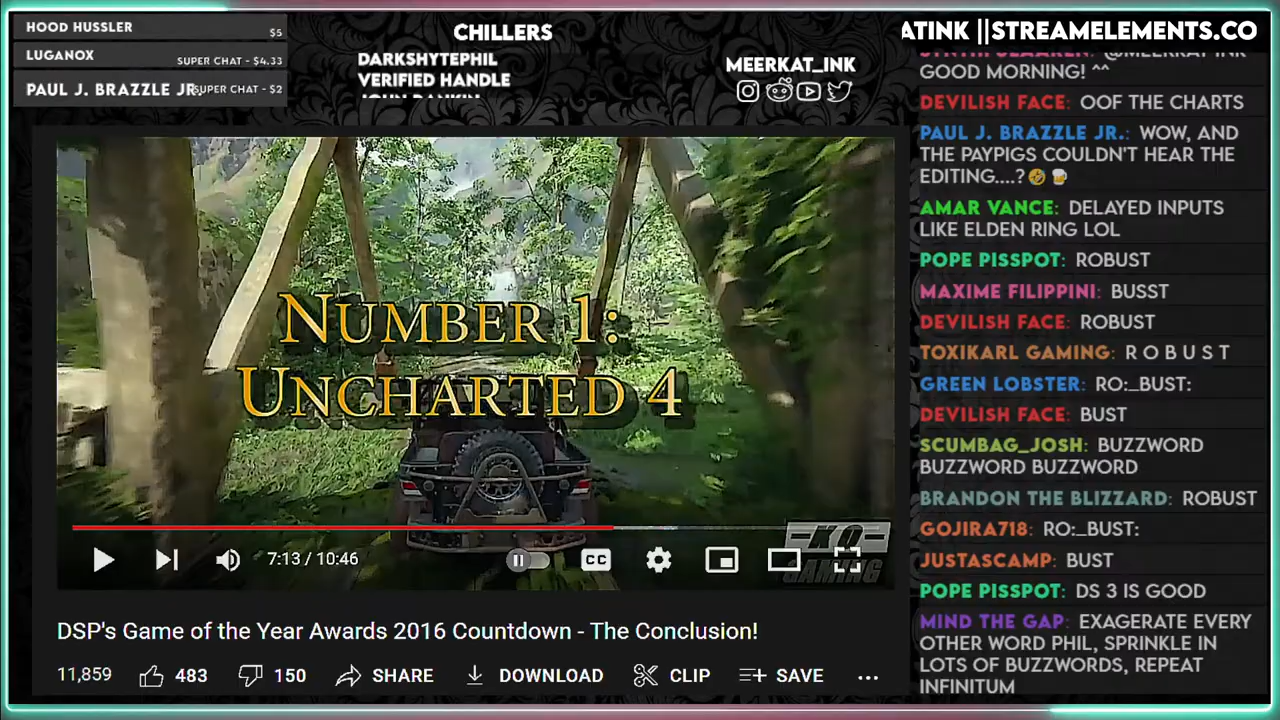 HOOD HUSSLER $5
LUGANOX SUPER CHAT - $4.33
PAUL J. BRAZZLE JR. SUPER CHAT - $2
CHILLERS
DARKSHYTEPHIL
VERIFIED HANDLE
JOHN RANKIN
MEERKAT_INK
ATINK ||STREAMELEMENTS.CO
NUMBER 1:
UNCHARTED 4
KO
GAMING
7:13 / 10:46
CC
DSP's Game of the Year Awards 2016 Countdown - The Conclusion!
11,859 483 150 SHARE DOWNLOAD CLIP SAVE ...
GOOD MORNING! ^^
DEVILISH FACE: OOF THE CHARTS
PAUL J. BRAZZLE JR.: WOW, AND
THE PAYPIGS COULDN'T HEAR THE
EDITING....?🤣🍺
AMAR VANCE: DELAYED INPUTS
LIKE ELDEN RING LOL
POPE PISSPOT: ROBUST
MAXIME FILIPPINI: BUSST
DEVILISH FACE: ROBUST
TOXIKARL GAMING: R O B U S T
GREEN LOBSTER: RO:_BUST:
DEVILISH FACE: BUST
SCUMBAG_JOSH: BUZZWORD
BUZZWORD BUZZWORD
BRANDON THE BLIZZARD: ROBUST
GOJIRA718: RO:_BUST:
JUSTASCAMP: BUST
POPE PISSPOT: DS 3 IS GOOD
MIND THE GAP: EXAGERATE EVERY
OTHER WORD PHIL, SPRINKLE IN
LOTS OF BUZZWORDS, REPEAT
INFINITUM